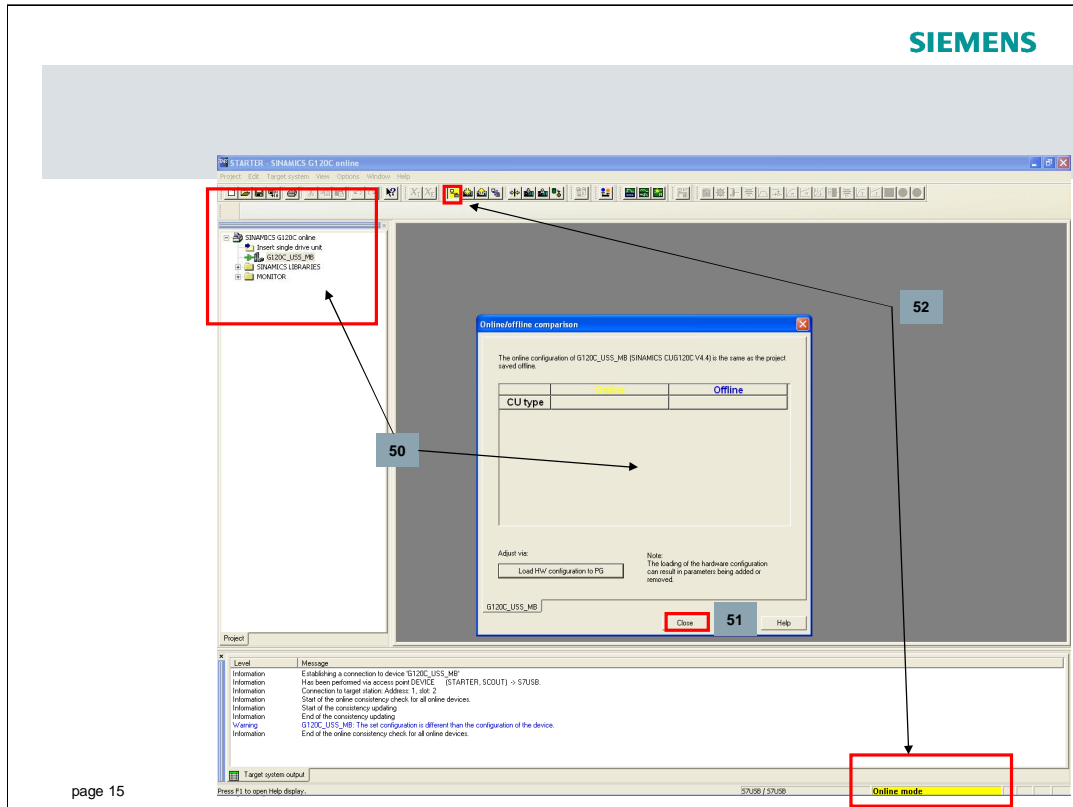 SIEMENS
STARTER - SINAMICS G120C online
Project Edit Target system View Options Window Help
SINAMICS G120C online
Insert single drive unit
G120C_USS_MB
SINAMICS LIBRARIES
MONITOR
52
Online/offline comparison
The online configuration of G120C_USS_MB (SINAMICS CUG120C V4.4) is the same as the project
saved offline.
Online Offline
CU type
50
Adjust via:
Load HW configuration to PG
Note:
The loading of the hardware configuration
can result in parameters being added or
removed.
G120C_USS_MB
Close 51 Help
Project
Level Message
Information Establishing a connection to device 'G120C_USS_MB'
Information Has been performed via access point DEVICE (STARTER, SCOUT) -> S7USB.
Information Connection to target station: Address: 1, slot: 2
Information Start of the online consistency check for all online devices.
Information Start of the consistency updating
Information End of the consistency updating
Warning G120C_USS_MB: The set configuration is different than the configuration of the device.
Information End of the online consistency check for all online devices.
Target system output
page 15
Press F1 to open Help display. S7USB / S7USB Online mode